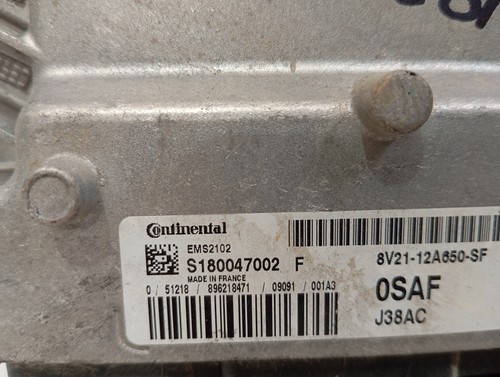 Continental
EMS2102
S180047002 F
MADE IN FRANCE
0 / 51218 / 896218471 / 09091 / 001A3
8V21-12A650-SF
0SAF
J38AC